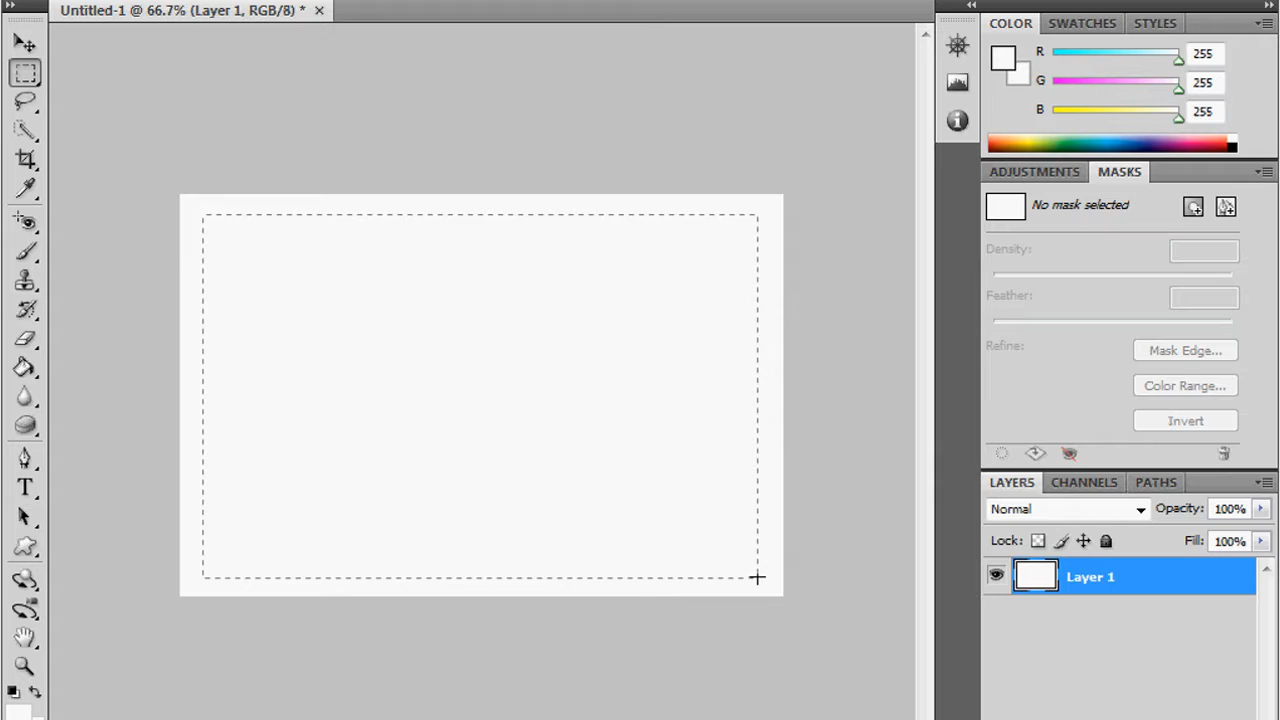 Untitled-1 @ 66.7% (Layer 1, RGB/8) *
COLOR SWATCHES STYLES
R 255
G 255
B 255
ADJUSTMENTS MASKS
No mask selected
Density:
Feather:
Refine:
Mask Edge...
Color Range...
Invert
LAYERS CHANNELS PATHS
Normal Opacity: 100%
Lock: Fill: 100%
Layer 1